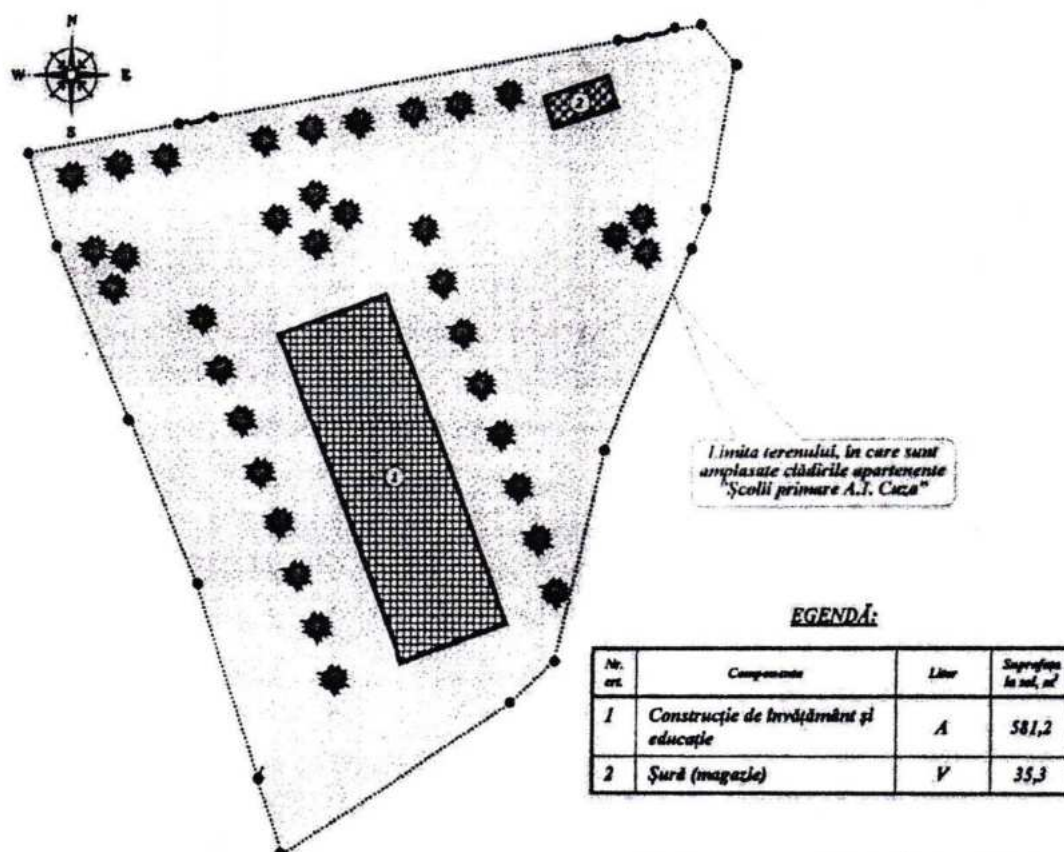 N
W E
S
2
1
Limita terenului, în care sunt
amplasate clădirile apartenente
"Școlii primare A.I. Cuza"
EGENDĂ:
Nr. crt. Componenta Liter Suprafața la sol, m²
1 Construcție de învățământ și educație A 581,2
2 Șură (magazie) V 35,3